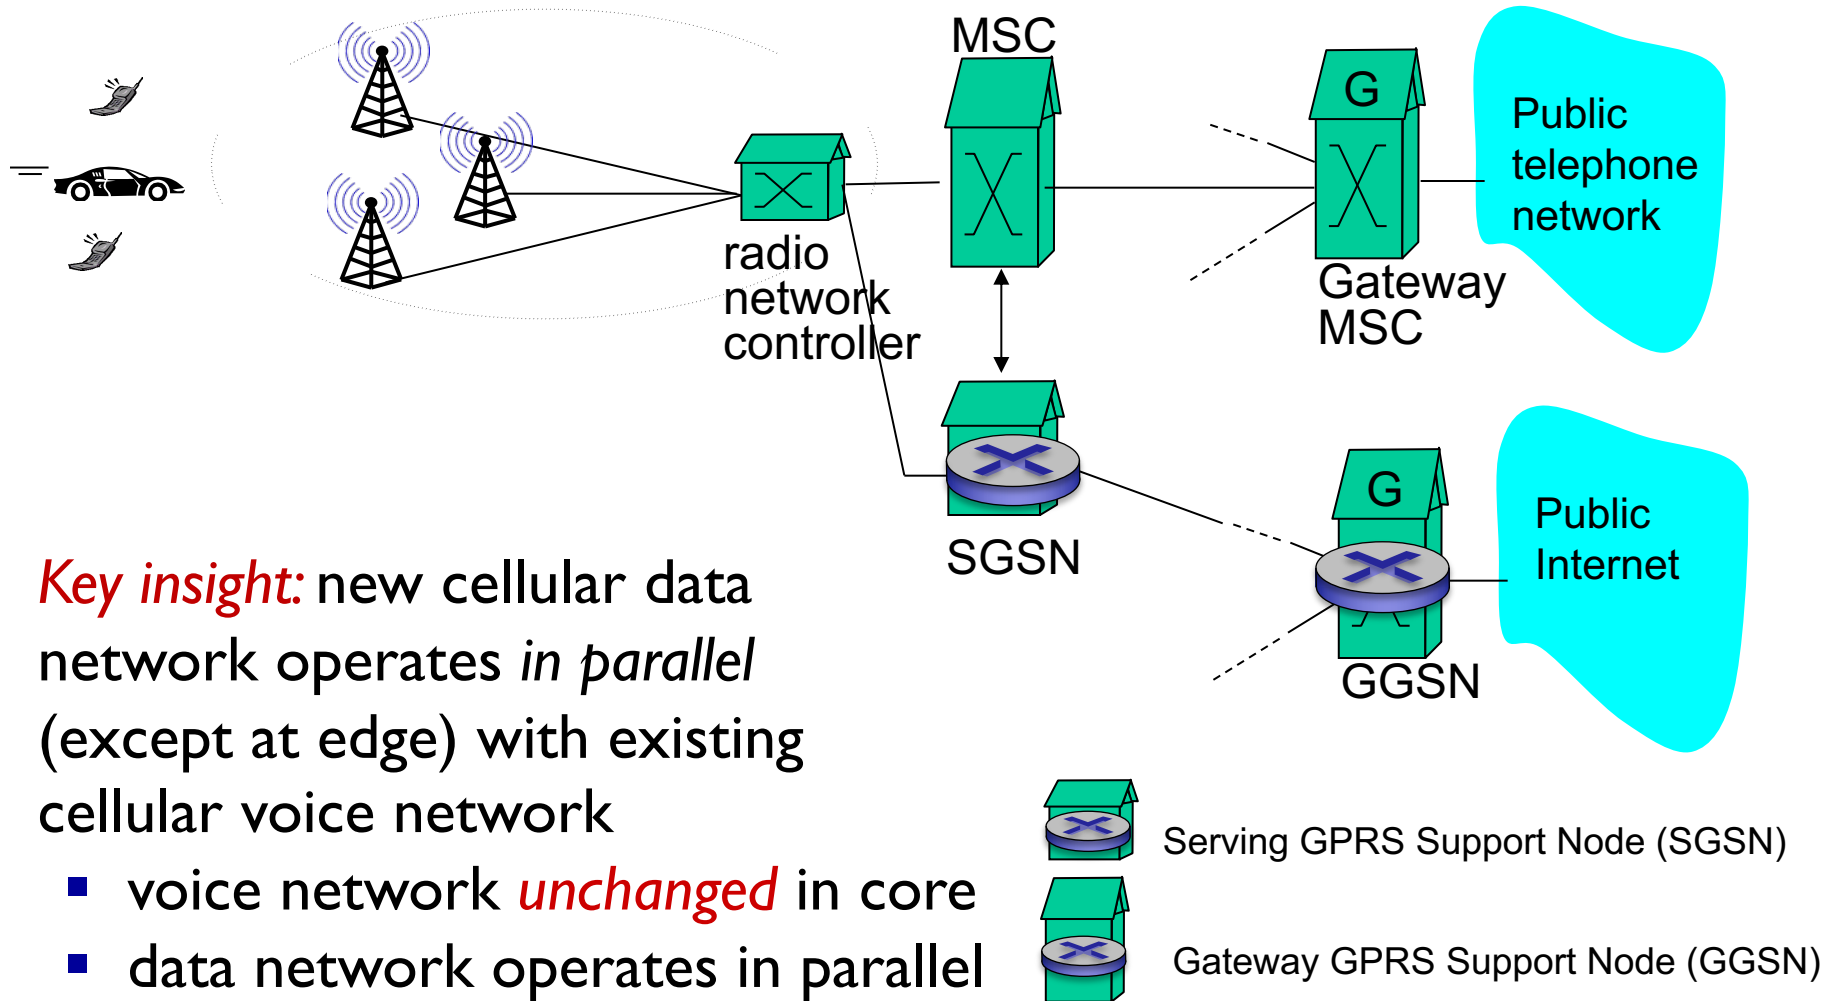 MSC
G
Public
telephone
network
radio
network
controller
Gateway
MSC
SGSN
G
Public
Internet
GGSN
Key insight: new cellular data
network operates in parallel
(except at edge) with existing
cellular voice network
▪ voice network unchanged in core
▪ data network operates in parallel
Serving GPRS Support Node (SGSN)
Gateway GPRS Support Node (GGSN)